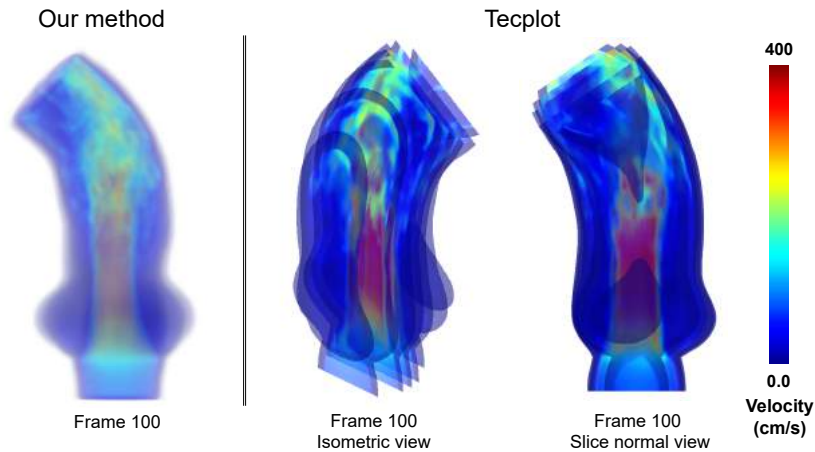 Our method
Tecplot
400
0.0
Velocity
(cm/s)
Frame 100
Frame 100
Isometric view
Frame 100
Slice normal view